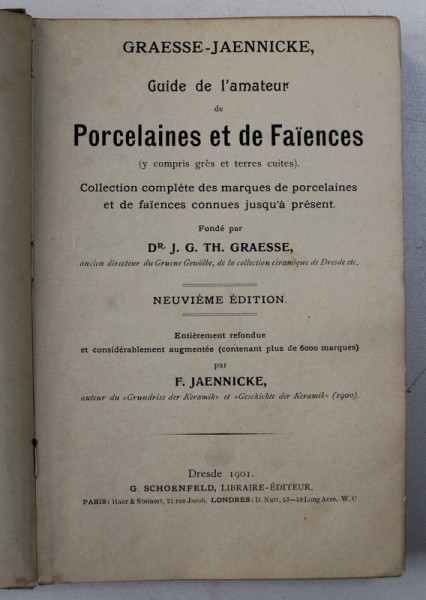 GRAESSE-JAENNICKE,
Guide de l'amateur
de
Porcelaines et de Faïences
(y compris grès et terres cuites).
Collection complète des marques de porcelaines
et de faïences connues jusqu'à présent.
Fondé par
DR. J. G. TH. GRAESSE,
ancien directeur du Gruene Gewölbe, de la collection céramique de Dresde etc.
NEUVIÈME ÉDITION.
Entièrement refondue
et considérablement augmentée (contenant plus de 6000 marques)
par
F. JAENNICKE,
auteur du »Grundriss der Keramik« et »Geschichte der Keramik« (1900).
Dresde 1901.
G. SCHOENFELD, LIBRAIRE-ÉDITEUR.
PARIS: Haar & Steinert, 21 rue Jacob. LONDRES: D. Nutt, 57—59 Long Acre. W. C